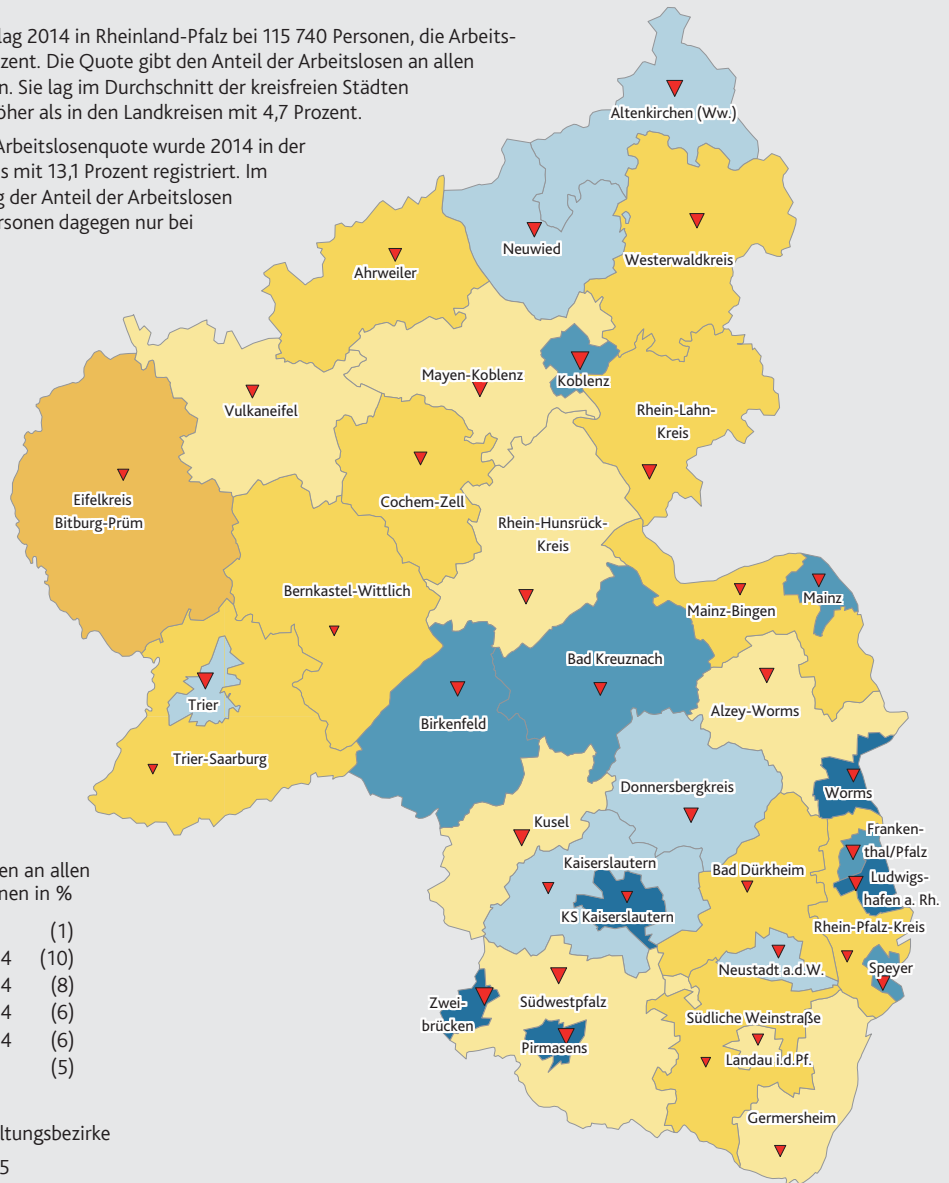 lag 2014 in Rheinland-Pfalz bei 115 740 Personen, die Arbeits-
zent. Die Quote gibt den Anteil der Arbeitslosen an allen
n. Sie lag im Durchschnitt der kreisfreien Städten
öher als in den Landkreisen mit 4,7 Prozent.
Arbeitslosenquote wurde 2014 in der
s mit 13,1 Prozent registriert. Im
g der Anteil der Arbeitslosen
ersonen dagegen nur bei
Altenkirchen (Ww.)
Neuwied
Westerwaldkreis
Ahrweiler
Mayen-Koblenz
Koblenz
Vulkaneifel
Rhein-Lahn-
Kreis
Eifelkreis
Bitburg-Prüm
Cochem-Zell
Rhein-Hunsrück-
Kreis
Bernkastel-Wittlich
Mainz-Bingen
Mainz
Bad Kreuznach
Trier
Birkenfeld
Alzey-Worms
Trier-Saarburg
Donnersbergkreis
Worms
Kusel
Franken-
thal/Pfalz
Kaiserslautern
Bad Dürkheim
Ludwigs-
hafen a. Rh.
KS Kaiserslautern
Rhein-Pfalz-Kreis
Neustadt a.d.W.
Speyer
Zwei-
brücken
Südwestpfalz
Südliche Weinstraße
Pirmasens
Landau i.d.Pf.
Germersheim
en an allen
nen in %
(1)
4 (10)
4 (8)
4 (6)
4 (6)
(5)
ltungsbezirke
5